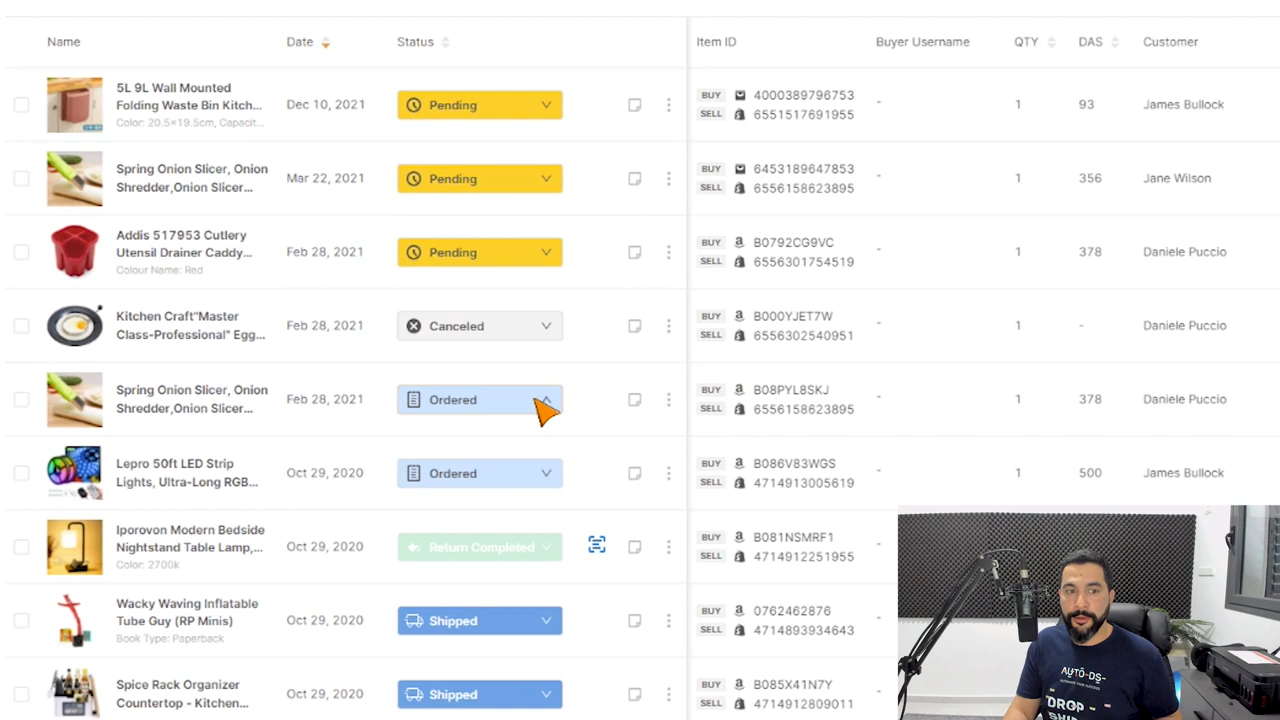 Name Date Status Item ID Buyer Username QTY DAS Customer
5L 9L Wall Mounted
Folding Waste Bin Kitch...
Color: 20.5×19.5cm, Capacit...
Dec 10, 2021
Pending
BUY 4000389796753
SELL 6551517691955
-
1
93
James Bullock
Spring Onion Slicer, Onion
Shredder,Onion Slicer...
Mar 22, 2021
Pending
BUY 6453189647853
SELL 6556158623895
-
1
356
Jane Wilson
Addis 517953 Cutlery
Utensil Drainer Caddy...
Colour Name: Red
Feb 28, 2021
Pending
BUY B0792CG9VC
SELL 6556301754519
-
1
378
Daniele Puccio
Kitchen Craft"Master
Class-Professional" Egg...
Feb 28, 2021
Canceled
BUY B000YJET7W
SELL 6556302540951
-
1
-
Daniele Puccio
Spring Onion Slicer, Onion
Shredder,Onion Slicer...
Feb 28, 2021
Ordered
BUY B08PYL8SKJ
SELL 6556158623895
-
1
378
Daniele Puccio
Lepro 50ft LED Strip
Lights, Ultra-Long RGB...
Oct 29, 2020
Ordered
BUY B086V83WGS
SELL 4714913005619
-
1
500
James Bullock
Iporovon Modern Bedside
Nightstand Table Lamp,...
Color: 2700k
Oct 29, 2020
Return Completed
BUY B081NSMRF1
SELL 4714912251955
-
Wacky Waving Inflatable
Tube Guy (RP Minis)
Book Type: Paperback
Oct 29, 2020
Shipped
BUY 0762462876
SELL 4714893934643
-
Spice Rack Organizer
Countertop - Kitchen...
Oct 29, 2020
Shipped
BUY B085X41N7Y
SELL 4714912809011
-
AUTO-DS
DROP